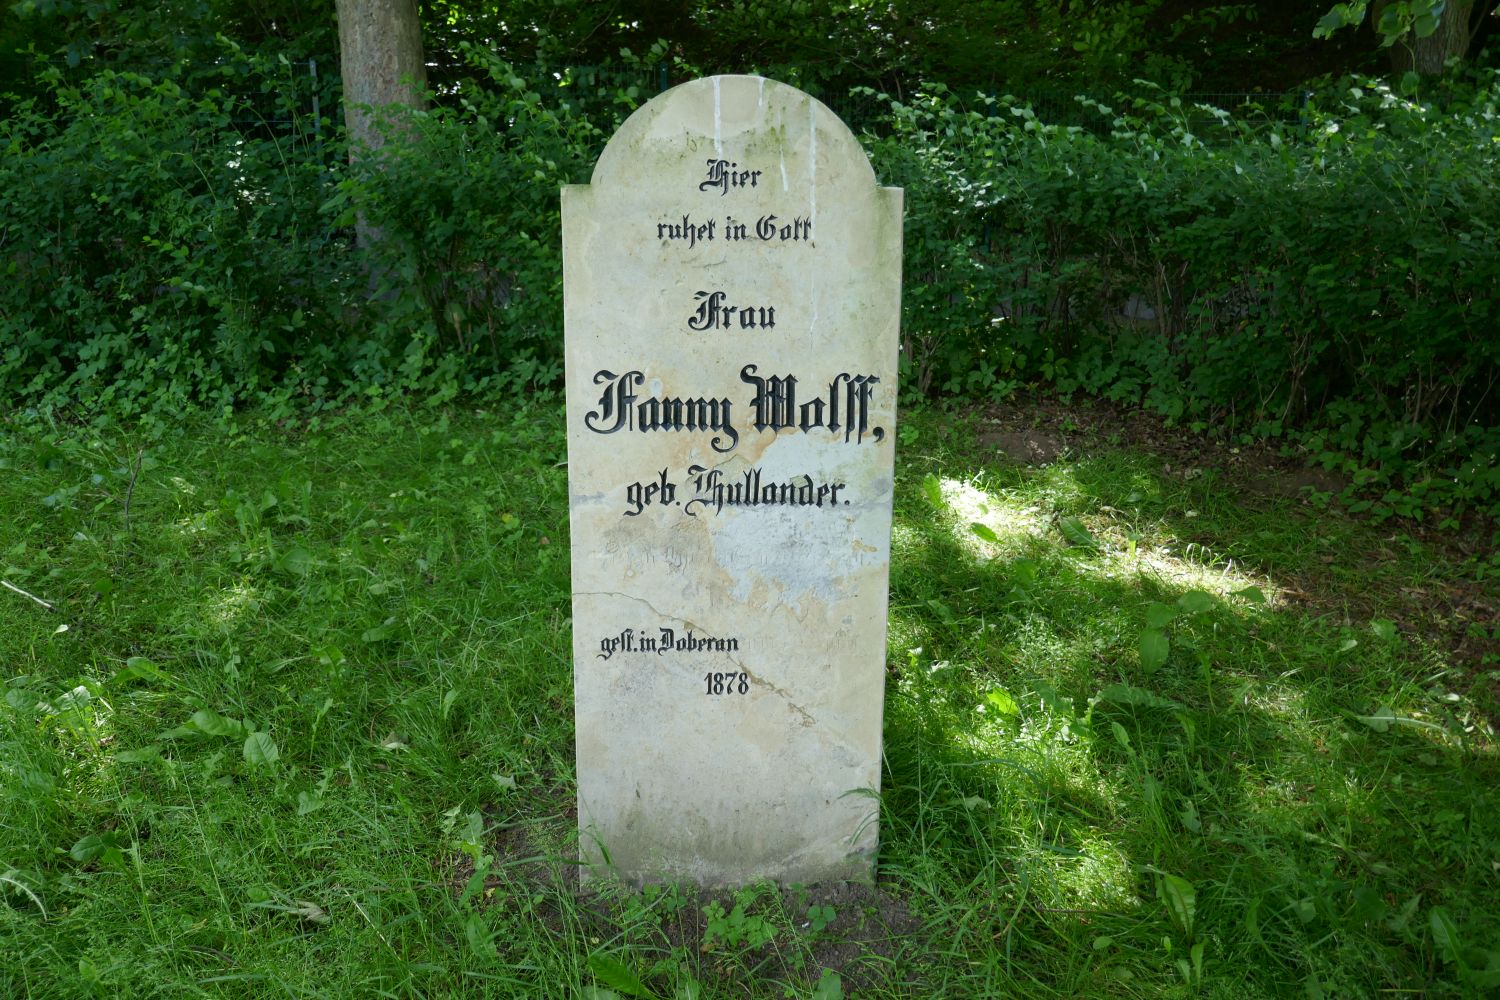 Hier
ruhet in Gott
Frau
Fanny Wolff,
geb. Hullander.
gest. in Doberan
1878